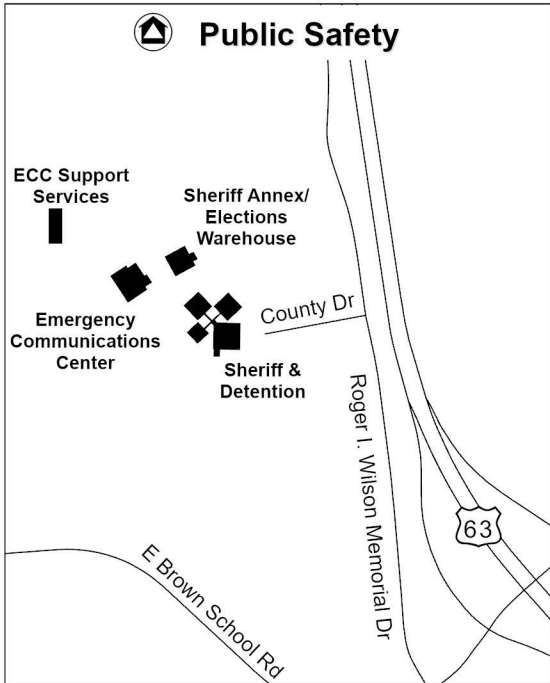 Public Safety
ECC Support
Services
Sheriff Annex/
Elections
Warehouse
Emergency
Communications
Center
County Dr
Sheriff &
Detention
Roger I. Wilson Memorial Dr
63
E Brown School Rd